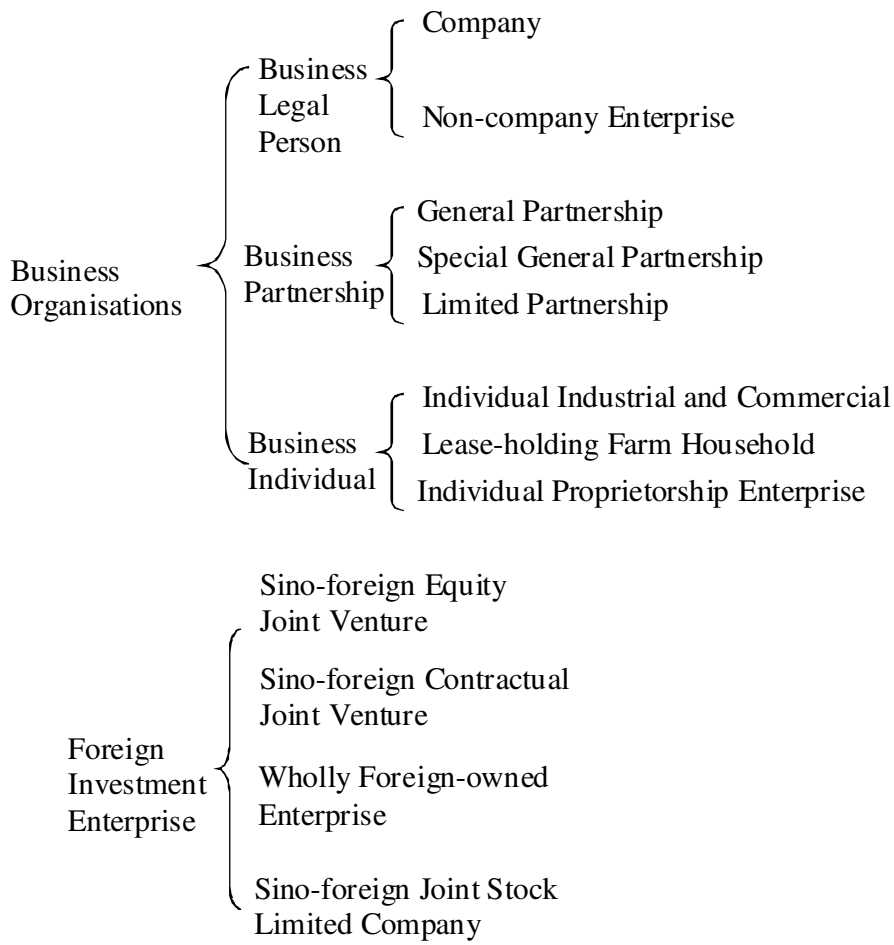 Business
Organisations
Business
Legal
Person
Company
Non-company Enterprise
Business
Partnership
General Partnership
Special General Partnership
Limited Partnership
Business
Individual
Individual Industrial and Commercial
Lease-holding Farm Household
Individual Proprietorship Enterprise
Foreign
Investment
Enterprise
Sino-foreign Equity
Joint Venture
Sino-foreign Contractual
Joint Venture
Wholly Foreign-owned
Enterprise
Sino-foreign Joint Stock
Limited Company